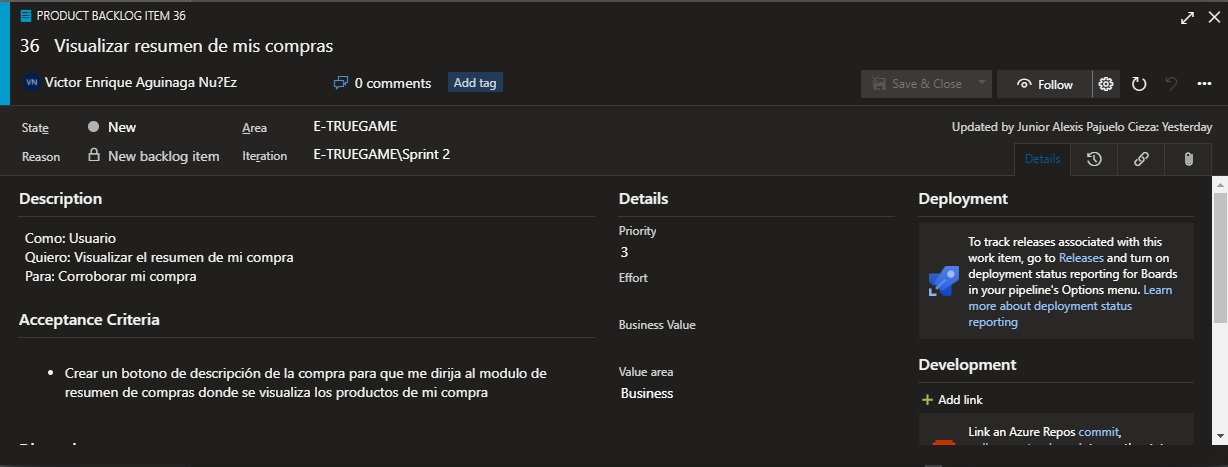 PRODUCT BACKLOG ITEM 36
36 Visualizar resumen de mis compras
VN Victor Enrique Aguinaga Nu?Ez
0 comments
Add tag
Save & Close
Follow
State
New
Area
E-TRUEGAME
Updated by Junior Alexis Pajuelo Cieza: Yesterday
Reason
New backlog item
Iteration
E-TRUEGAME\Sprint 2
Details
Description
Como: Usuario
Quiero: Visualizar el resumen de mi compra
Para: Corroborar mi compra
Acceptance Criteria
• Crear un botono de descripción de la compra para que me dirija al modulo de
resumen de compras donde se visualiza los productos de mi compra
Details
Priority
3
Effort
Business Value
Value area
Business
Deployment
To track releases associated with this
work item, go to Releases and turn on
deployment status reporting for Boards
in your pipeline's Options menu. Learn
more about deployment status
reporting
Development
Add link
Link an Azure Repos commit,